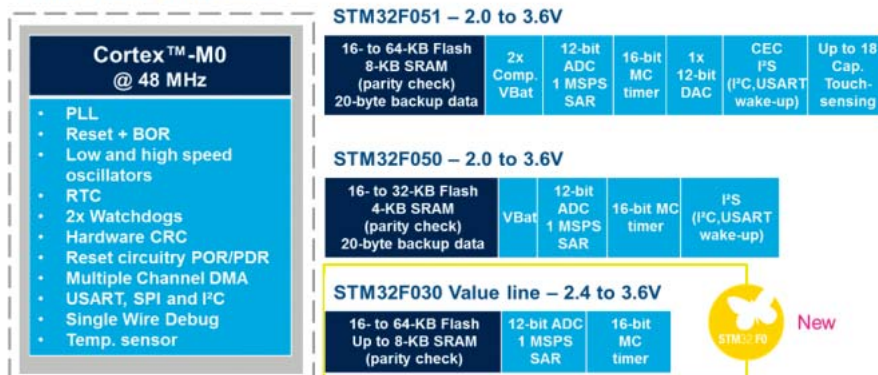 Cortex™-M0
@ 48 MHz
• PLL
• Reset + BOR
• Low and high speed
oscillators
• RTC
• 2x Watchdogs
• Hardware CRC
• Reset circuitry POR/PDR
• Multiple Channel DMA
• USART, SPI and I²C
• Single Wire Debug
• Temp. sensor
STM32F051 – 2.0 to 3.6V
16- to 64-KB Flash
8-KB SRAM
(parity check)
20-byte backup data
2x
Comp.
VBat
12-bit
ADC
1 MSPS
SAR
16-bit
MC
timer
1x
12-bit
DAC
CEC
I²S
(I²C,USART
wake-up)
Up to 18
Cap.
Touch-
sensing
STM32F050 – 2.0 to 3.6V
16- to 32-KB Flash
4-KB SRAM
(parity check)
20-byte backup data
VBat
12-bit
ADC
1 MSPS
SAR
16-bit MC
timer
I²S
(I²C,USART
wake-up)
STM32F030 Value line – 2.4 to 3.6V
16- to 64-KB Flash
Up to 8-KB SRAM
(parity check)
12-bit ADC
1 MSPS
SAR
16-bit
MC
timer
STM32 F0
New